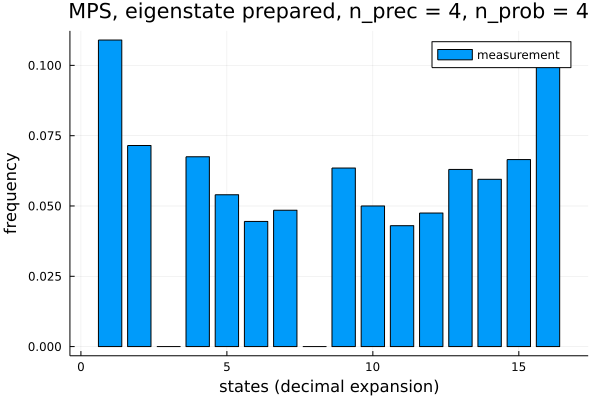 MPS, eigenstate prepared, n_prec = 4, n_prob = 4
measurement
0.100
0.075
0.050
0.025
0.000
frequency
0 5 10 15
states (decimal expansion)